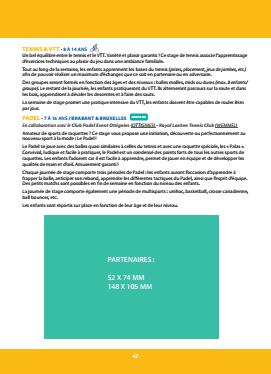 TENNIS & VTT - 8 À 14 ANS
Un bel équilibre entre le tennis et le VTT. Variété et plaisir garantis ! Ce stage de tennis associe l'apprentissage
d'exercices techniques au plaisir du jeu dans une ambiance familiale.
Tout au long de la semaine, les enfants apprennent les bases du tennis (prises, placement, jeux de jambes, etc.)
afin de pouvoir réaliser un maximum d'échanges que ce soit en partenaire ou en adversaire.
Des groupes seront formés en fonction des âges et des niveaux : balles molles, mids ou dures (max. 8 enfants/
groupe). Le restant de la journée, les enfants pratiqueront du VTT. Ils alterneront parcours sur la route et dans
les bois, apprendront à aborder les descentes et à faire des sauts.
La semaine de stage promet une pratique intensive du VTT, les enfants doivent être capables de rouler
par jour.
PADEL - 7 À 16 ANS / BRABANT & BRUXELLES
En collaboration avec le Club Padel Event Ottignies (OTTIGNIES) - Royal Leeten Tennis Club (WEMMEL)
Amateur de sports de raquettes ? Ce stage vous propose une initiation, découverte ou perfectionnement au
nouveau sport à la mode : Le Padel !
Le Padel se joue avec des balles quasi similaires à celles du tennis et avec une raquette spéciale, les « Palas ».
Convivial, ludique et facile à pratiquer, le Padel est un condensé des points forts de tous les autres sports de
raquettes. Les enfants l'adorent car il est facile à apprendre, permet de jouer en équipe et de développer les
qualités de main et d'œil. Amusement garanti !
Chaque journée de stage comporte trois périodes de Padel : les enfants auront l'occasion d'apprendre à
frapper la balle, anticiper son rebond, apprendre les différentes tactiques du Padel, ainsi que l'esprit d'équipe.
Des petits matchs sont possibles en fin de semaine en fonction du niveau des enfants.
La journée de stage comporte également une période de multisports : unihoc, basketball, crosse canadienne,
ball bounces, etc.
Les enfants sont répartis sur place en fonction de leur âge et de leur niveau.
PARTENAIRES :
52 X 74 MM
148 X 105 MM
47